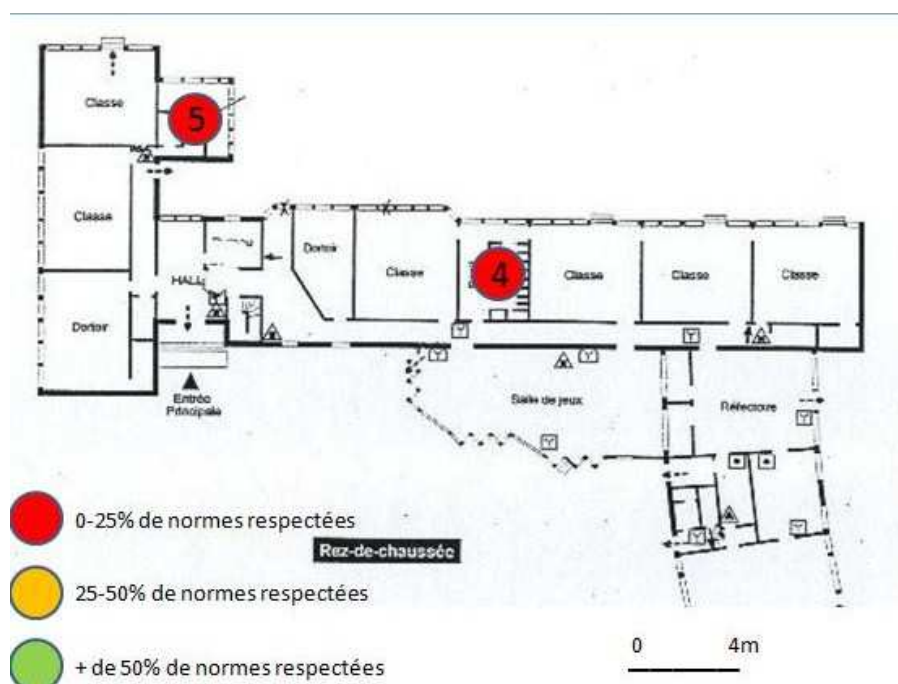 Classe
5
Classe
Dortoir
HALL
Dortoir
Classe
4
Classe
Classe
Classe
Entrée
Principale
Salle de jeux
Réfectoire
0-25% de normes respectées
Rez-de-chaussée
25-50% de normes respectées
+ de 50% de normes respectées
0 4m